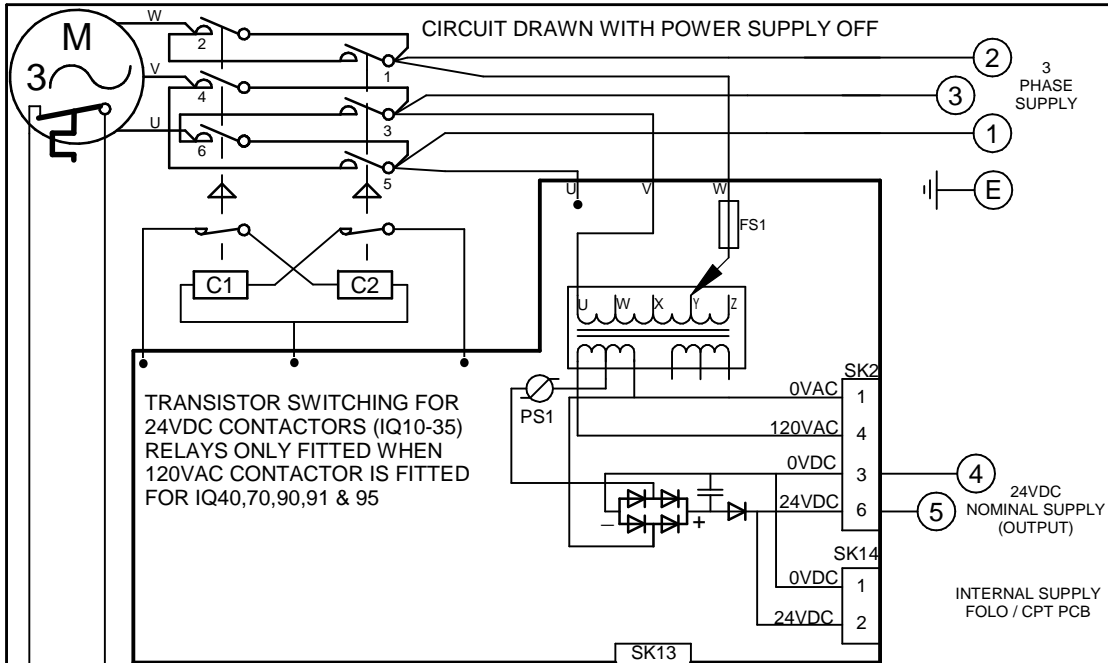 CIRCUIT DRAWN WITH POWER SUPPLY OFF
W
M
3
V
U
2
4
6
1
3
5
2
3
1
E
3
PHASE
SUPPLY
U
V
W
FS1
C1
C2
U
W
X
Y
Z
PS1
TRANSISTOR SWITCHING FOR
24VDC CONTACTORS (IQ10-35)
RELAYS ONLY FITTED WHEN
120VAC CONTACTOR IS FITTED
FOR IQ40,70,90,91 & 95
SK2
0VAC 1
120VAC 4
0VDC 3
24VDC 6
− +
4
5
24VDC
NOMINAL SUPPLY
(OUTPUT)
SK14
0VDC 1
24VDC 2
INTERNAL SUPPLY
FOLO / CPT PCB
SK13